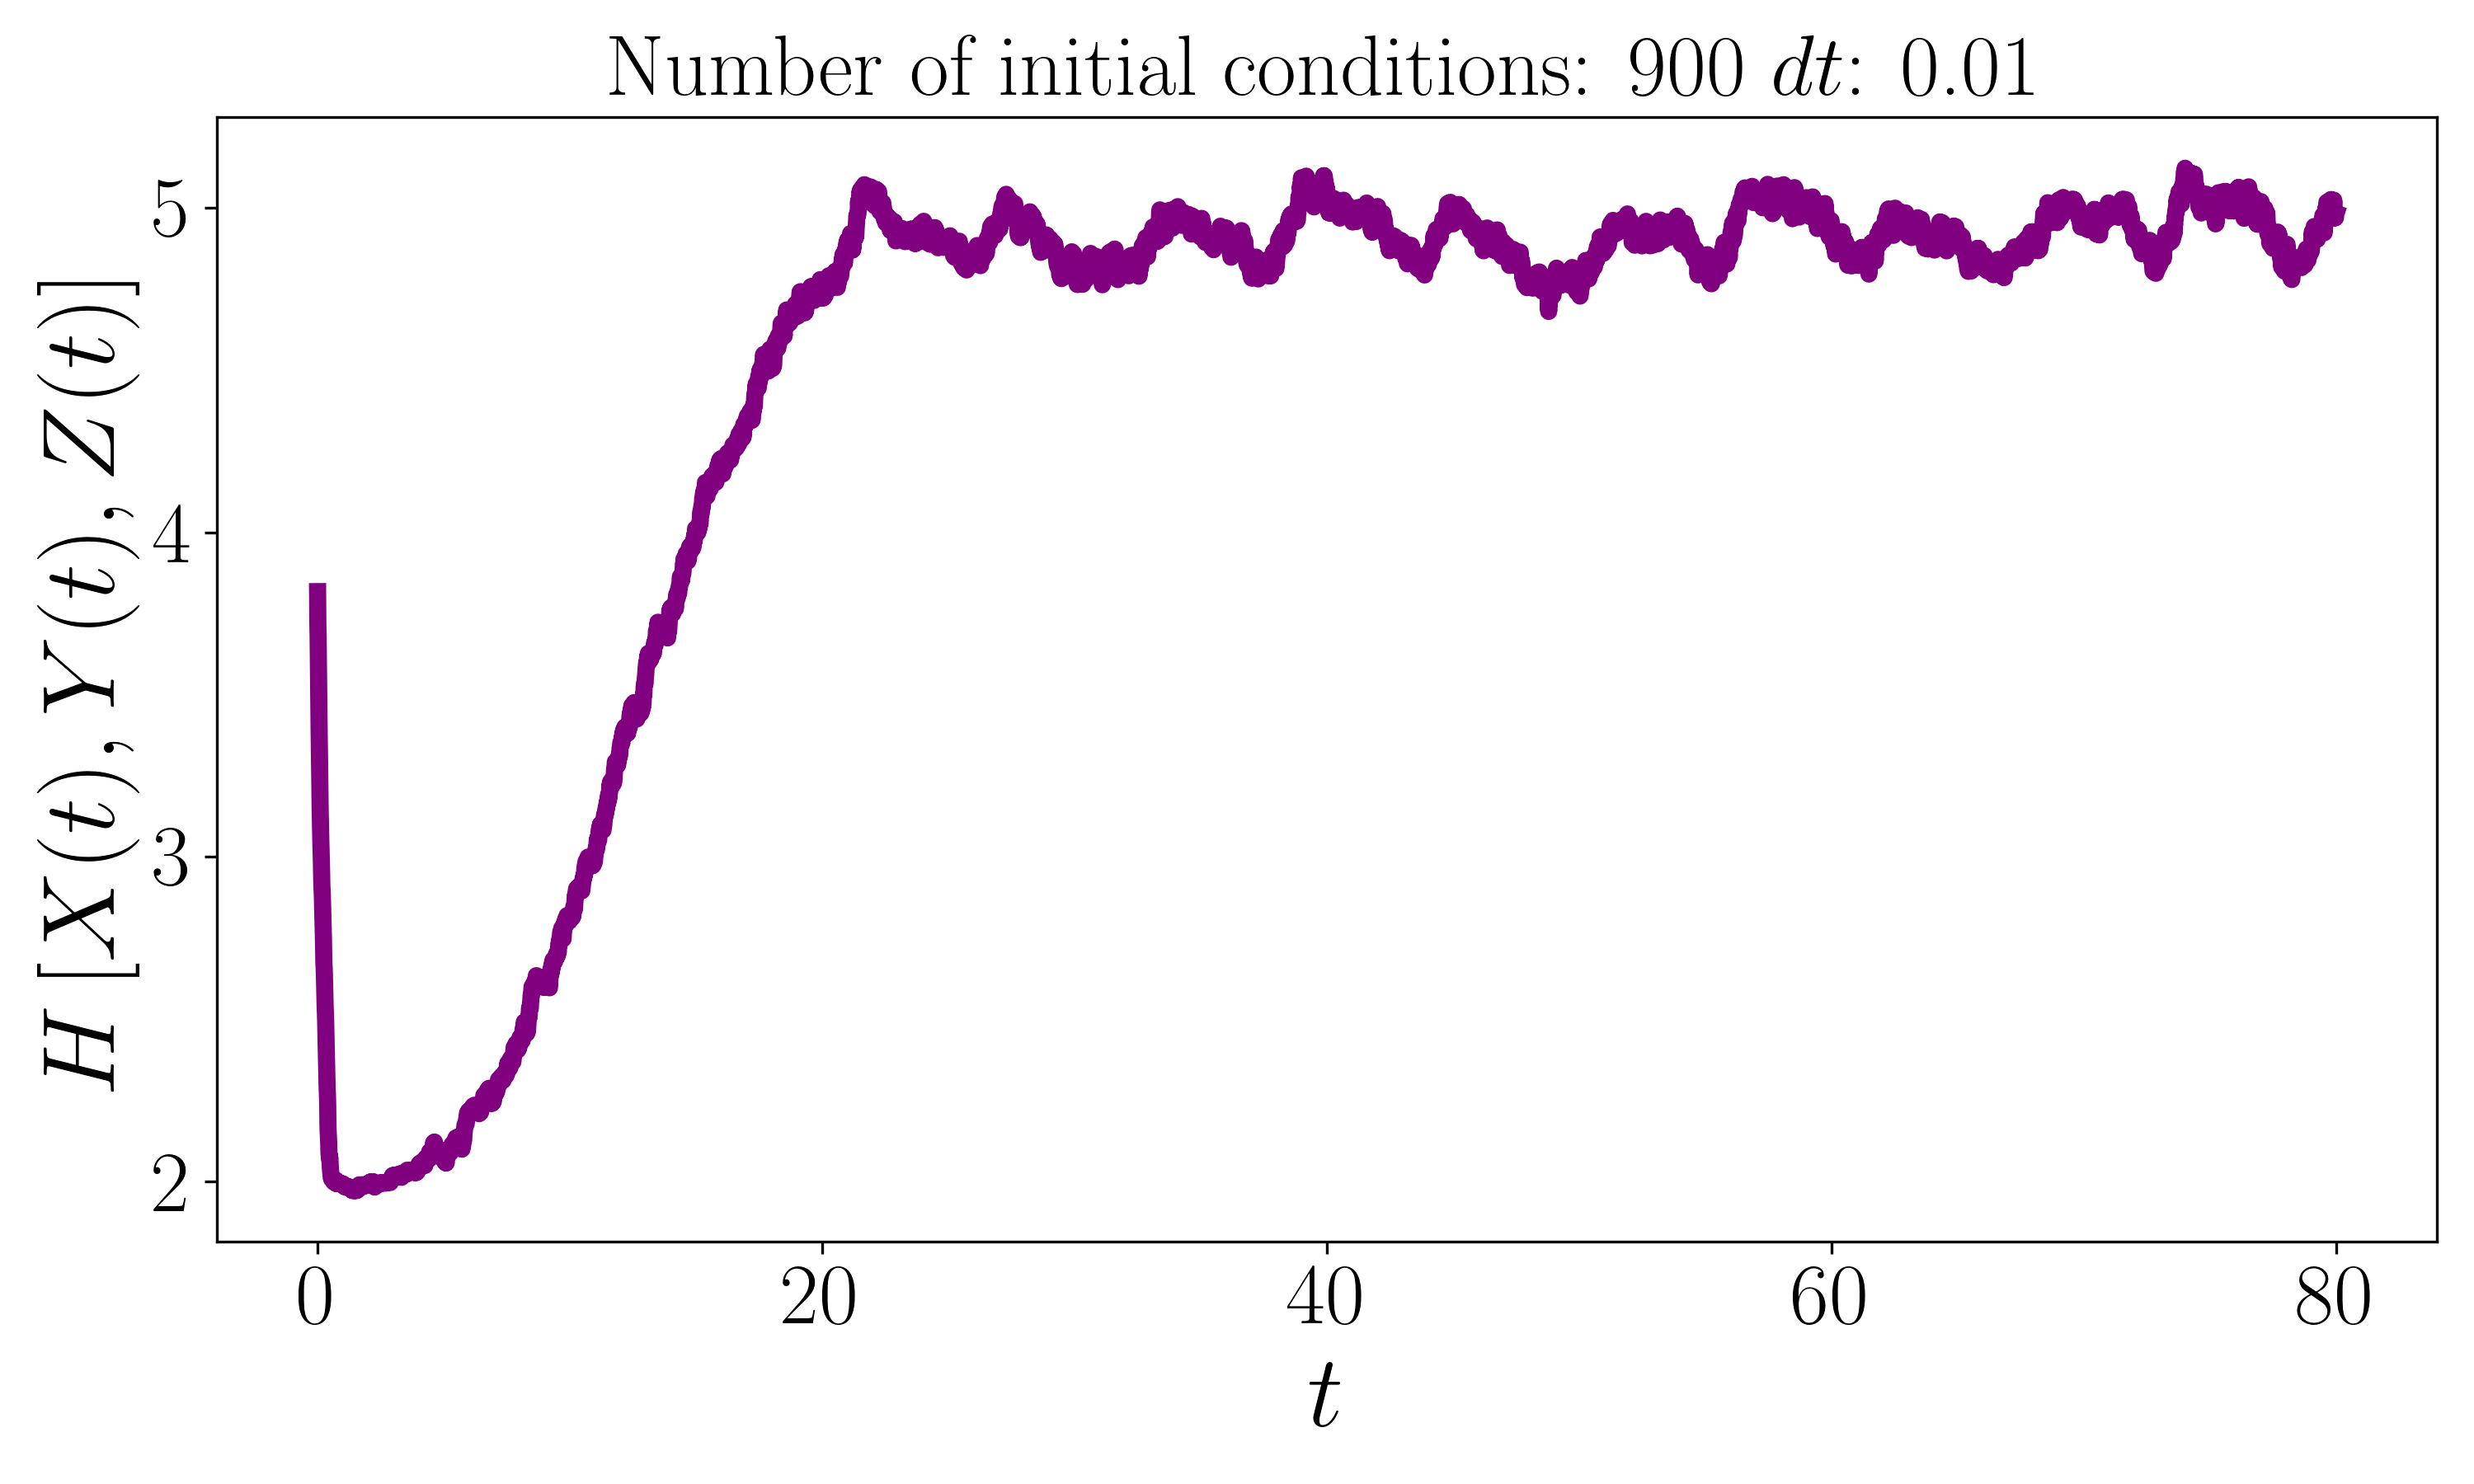 Number of initial conditions: 900 dt: 0.01
H [X(t), Y(t), Z(t)]
5
4
3
2
0 20 40 60 80
t